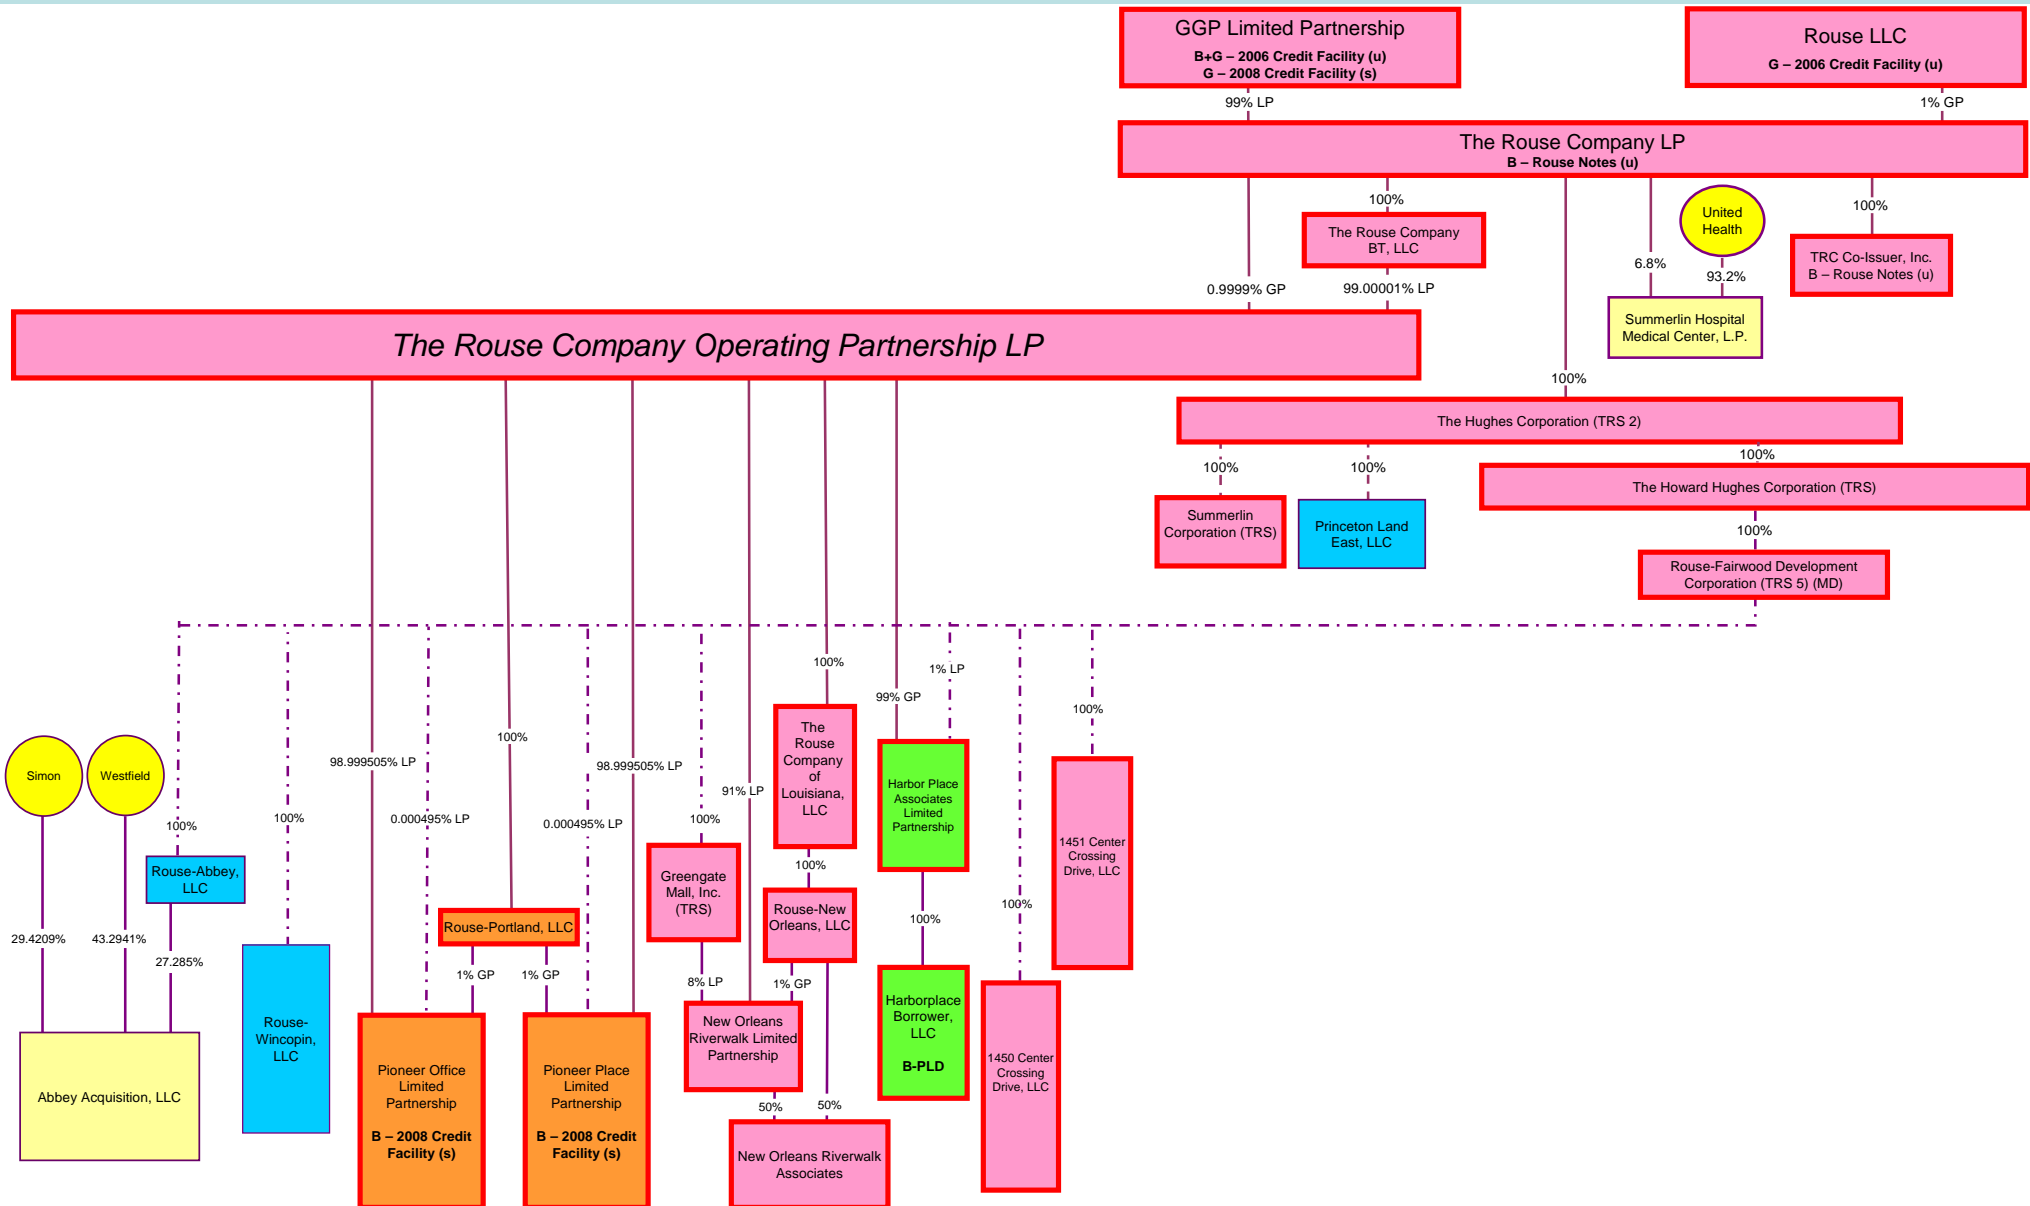 GGP Limited Partnership
B+G – 2006 Credit Facility (u)
G – 2008 Credit Facility (s)
Rouse LLC
G – 2006 Credit Facility (u)
99% LP
1% GP
The Rouse Company LP
B – Rouse Notes (u)
100%
The Rouse Company
BT, LLC
United
Health
100%
TRC Co-Issuer, Inc.
B – Rouse Notes (u)
6.8%
93.2%
0.9999% GP
99.00001% LP
Summerlin Hospital
Medical Center, L.P.
The Rouse Company Operating Partnership LP
100%
The Hughes Corporation (TRS 2)
100%
100%
100%
The Howard Hughes Corporation (TRS)
Summerlin
Corporation (TRS)
Princeton Land
East, LLC
100%
Rouse-Fairwood Development
Corporation (TRS 5) (MD)
100%
1% LP
99% GP
100%
100%
98.999505% LP
98.999505% LP
91% LP
The
Rouse
Company
of
Louisiana,
LLC
Harbor Place
Associates
Limited
Partnership
Simon
Westfield
100%
100%
0.000495% LP
0.000495% LP
100%
1451 Center
Crossing
Drive, LLC
Rouse-Abbey,
LLC
Greengate
Mall, Inc.
(TRS)
100%
Rouse-New
Orleans, LLC
100%
100%
Rouse-Portland, LLC
29.4209%
43.2941%
27.285%
1% GP
1% GP
8% LP
1% GP
Rouse-
Wincopin,
LLC
New Orleans
Riverwalk Limited
Partnership
Harborplace
Borrower,
LLC
B-PLD
1450 Center
Crossing
Drive, LLC
Abbey Acquisition, LLC
Pioneer Office
Limited
Partnership
B – 2008 Credit
Facility (s)
Pioneer Place
Limited
Partnership
B – 2008 Credit
Facility (s)
50%
50%
New Orleans Riverwalk
Associates